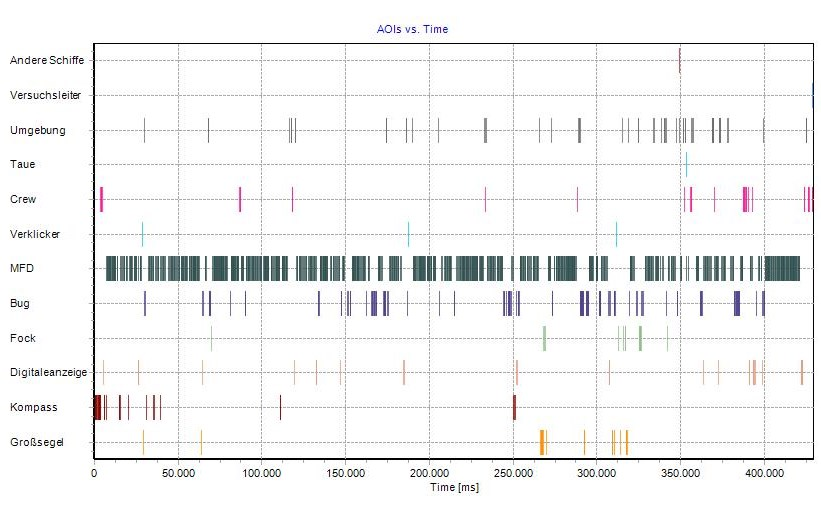 AOIs vs. Time
Andere Schiffe
Versuchsleiter
Umgebung
Taue
Crew
Verklicker
MFD
Bug
Fock
Digitaleanzeige
Kompass
Großsegel
0 50.000 100.000 150.000 200.000 250.000 300.000 350.000 400.000
Time [ms]